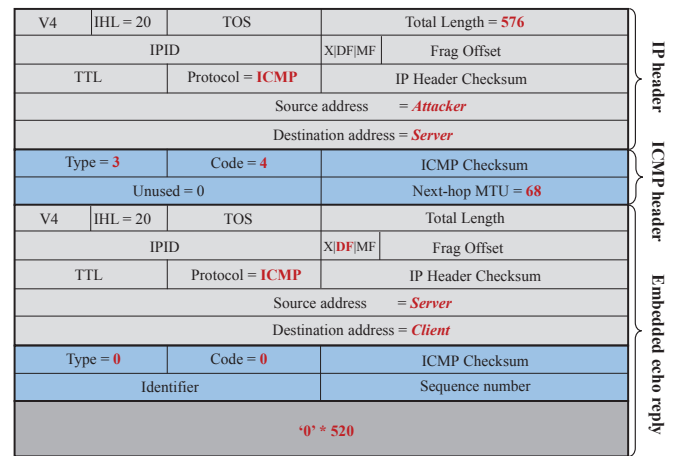 V4 IHL = 20 TOS Total Length = 576
IPID X|DF|MF Frag Offset
TTL Protocol = ICMP IP Header Checksum
Source address = Attacker
Destination address = Server
Type = 3 Code = 4 ICMP Checksum
Unused = 0 Next-hop MTU = 68
V4 IHL = 20 TOS Total Length
IPID X|DF|MF Frag Offset
TTL Protocol = ICMP IP Header Checksum
Source address = Server
Destination address = Client
Type = 0 Code = 0 ICMP Checksum
Identifier Sequence number
‘0’ * 520
IP header
ICMP header
Embedded echo reply